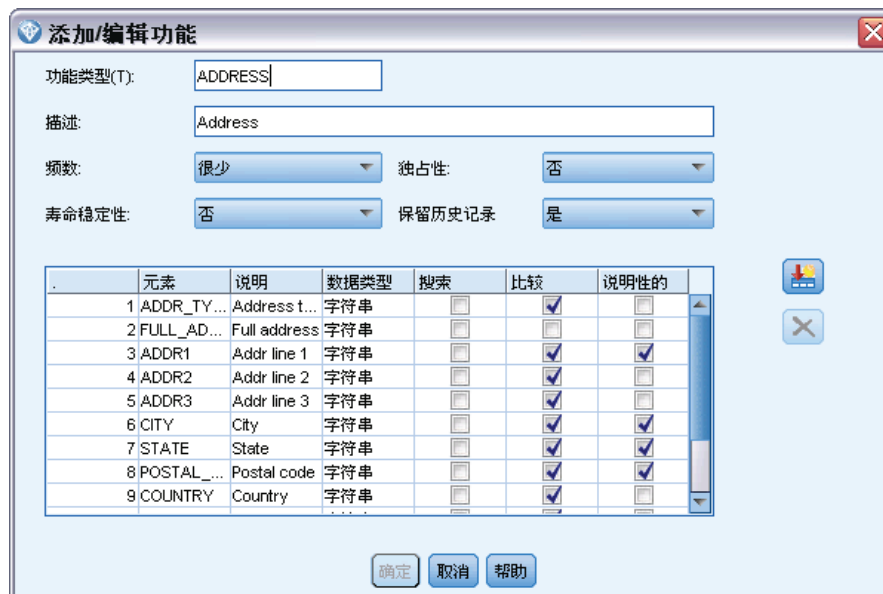 添加/编辑功能
功能类型(T): ADDRESS
描述: Address
频数: 很少 独占性: 否
寿命稳定性: 否 保留历史记录 是
. 元素 说明 数据类型 搜索 比较 说明性的
1 ADDR_TY... Address t... 字符串
2 FULL_AD... Full address 字符串
3 ADDR1 Addr line 1 字符串
4 ADDR2 Addr line 2 字符串
5 ADDR3 Addr line 3 字符串
6 CITY City 字符串
7 STATE State 字符串
8 POSTAL_... Postal code 字符串
9 COUNTRY Country 字符串
确定 取消 帮助